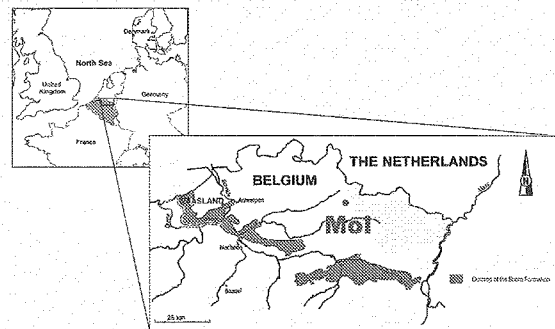 Denmark
North Sea
United
Kingdom
Germany
France
THE NETHERLANDS
BELGIUM
N
Antwerpen
Mol
25 km